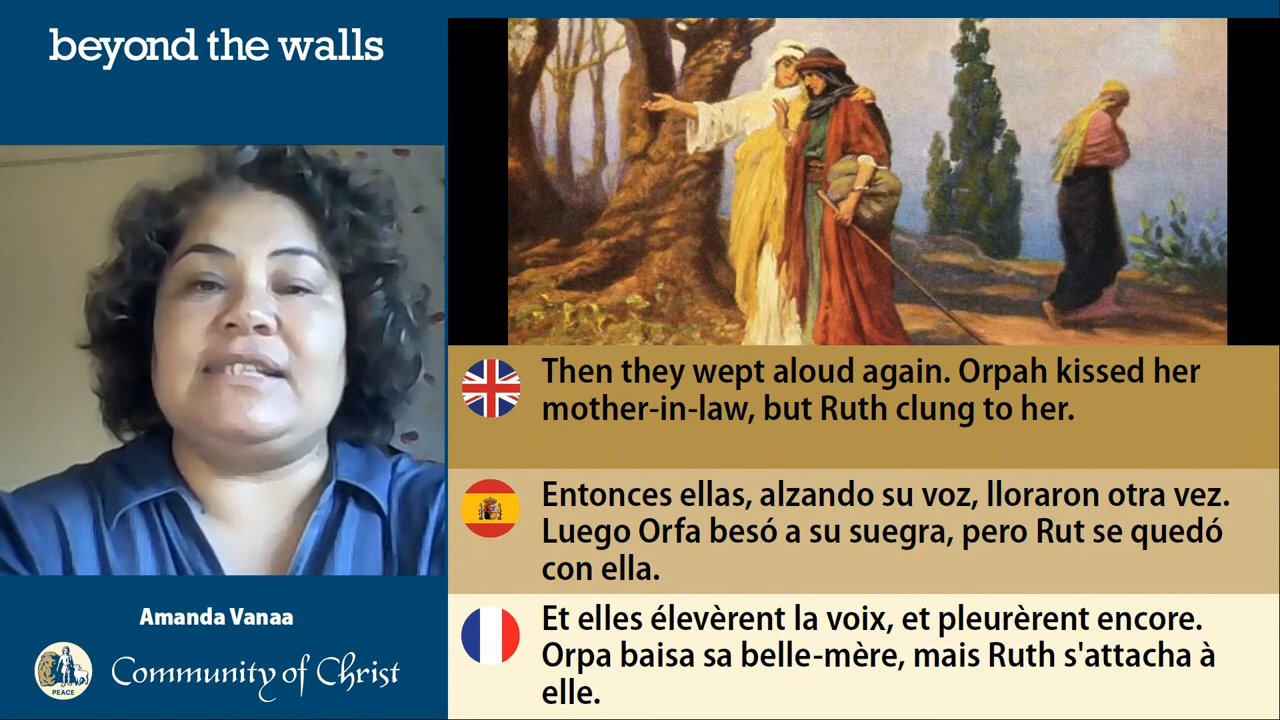 beyond the walls
Then they wept aloud again. Orpah kissed her
mother-in-law, but Ruth clung to her.
Entonces ellas, alzando su voz, lloraron otra vez.
Luego Orfa besó a su suegra, pero Rut se quedó
con ella.
Et elles élevèrent la voix, et pleurèrent encore.
Orpa baisa sa belle-mère, mais Ruth s'attacha à
elle.
Amanda Vanaa
PEACE
Community of Christ